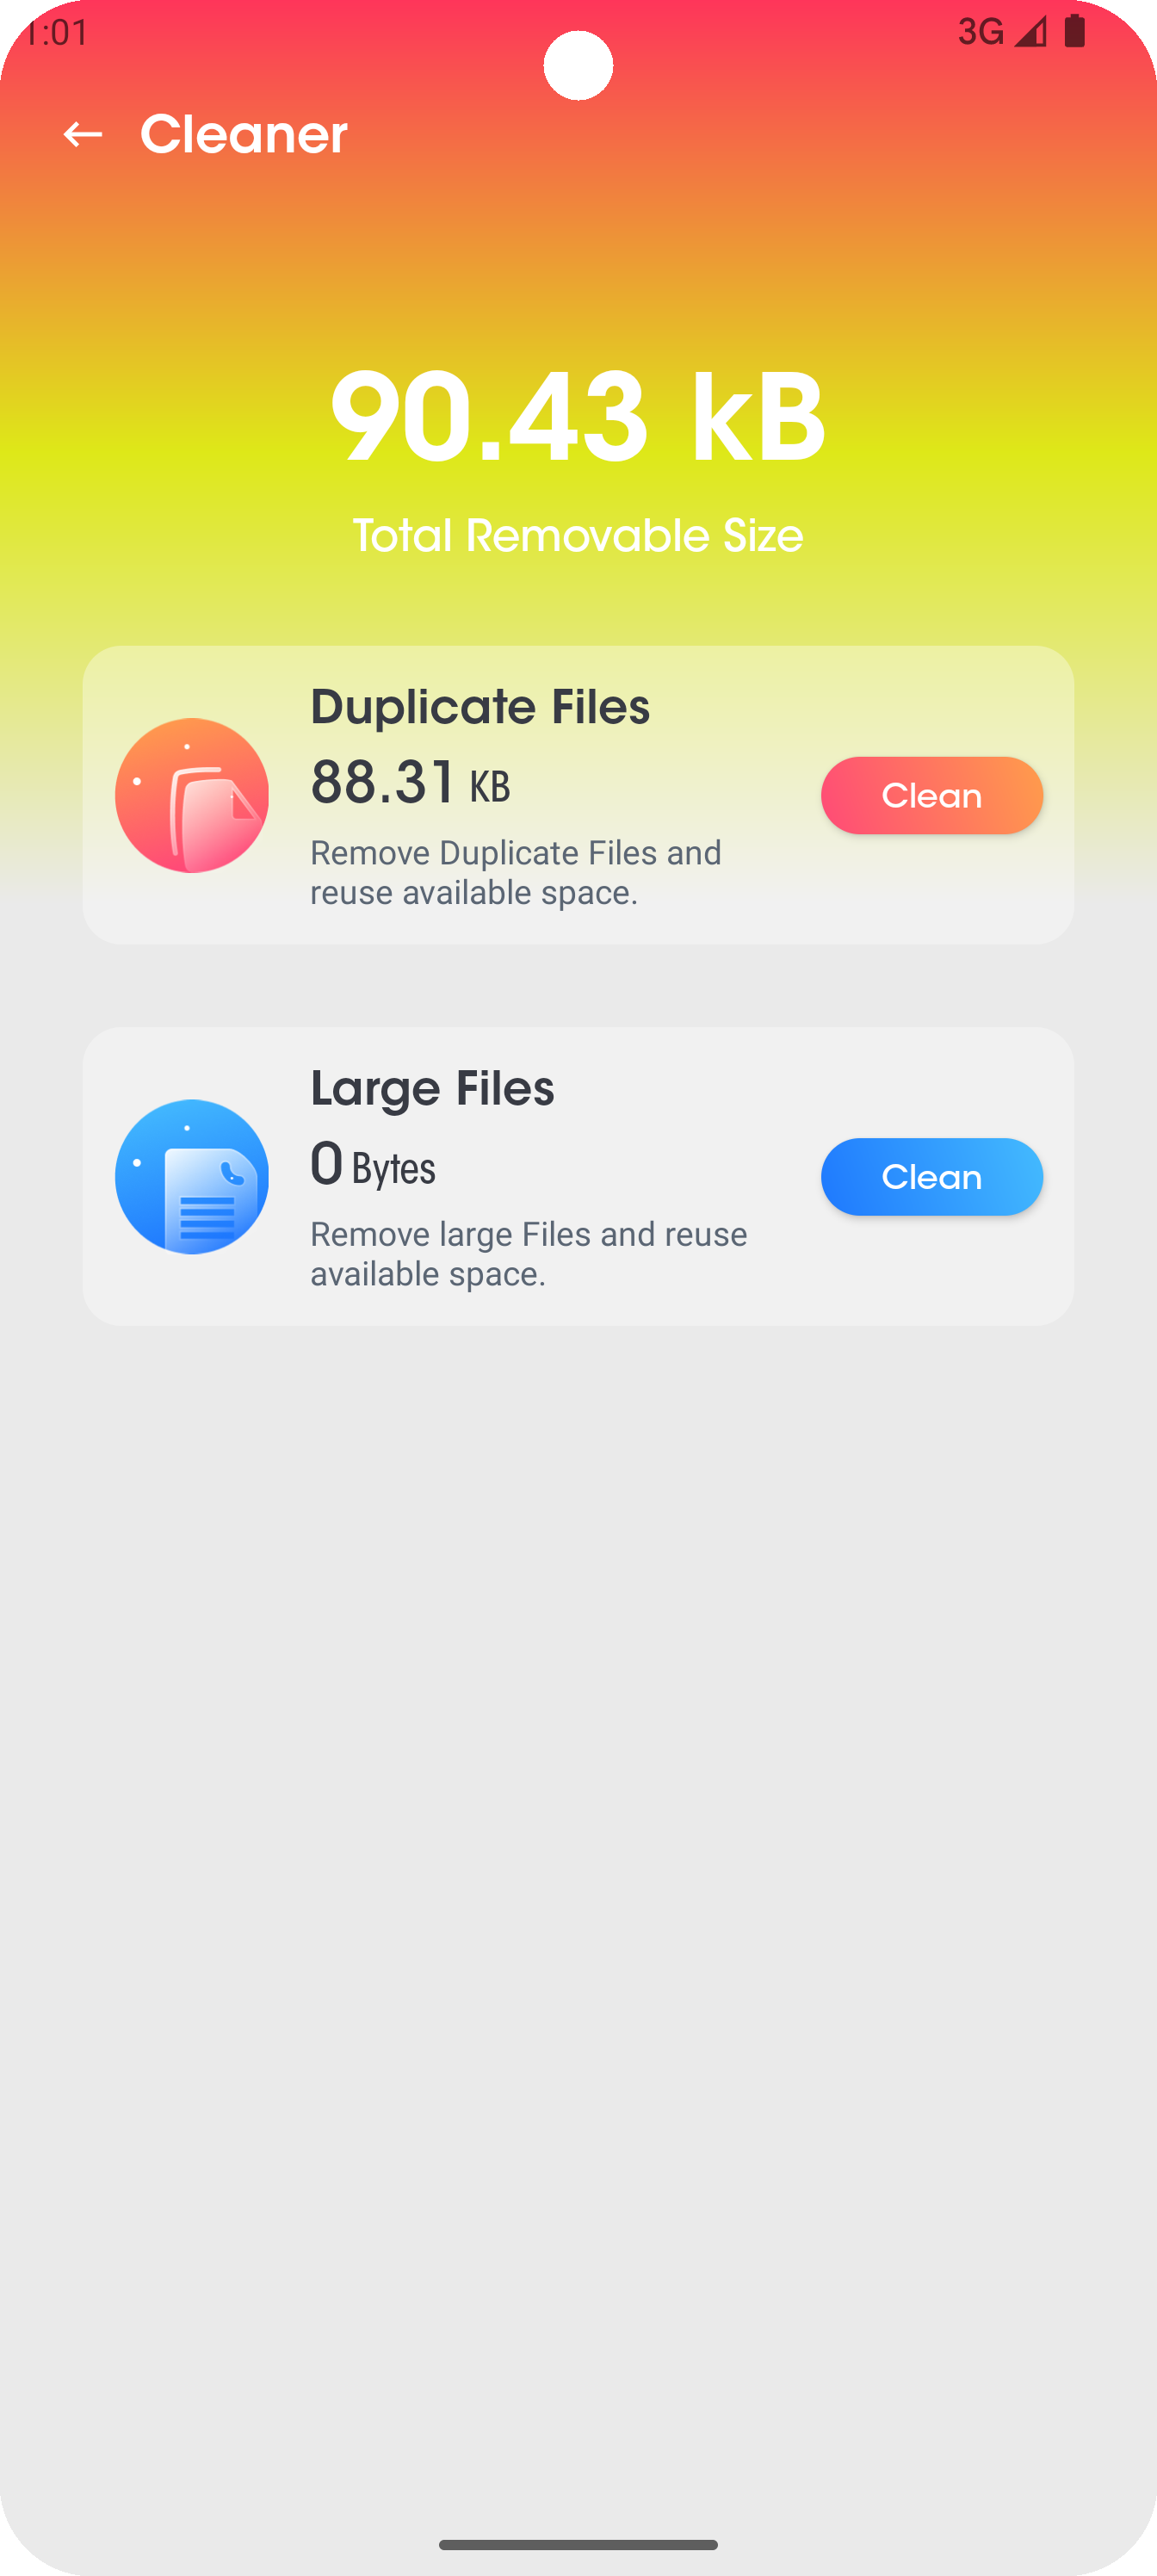 1:01
3G
Cleaner
90.43 kB
Total Removable Size
Duplicate Files
88.31 KB
Remove Duplicate Files and
reuse available space.
Clean
Large Files
0 Bytes
Remove large Files and reuse
available space.
Clean